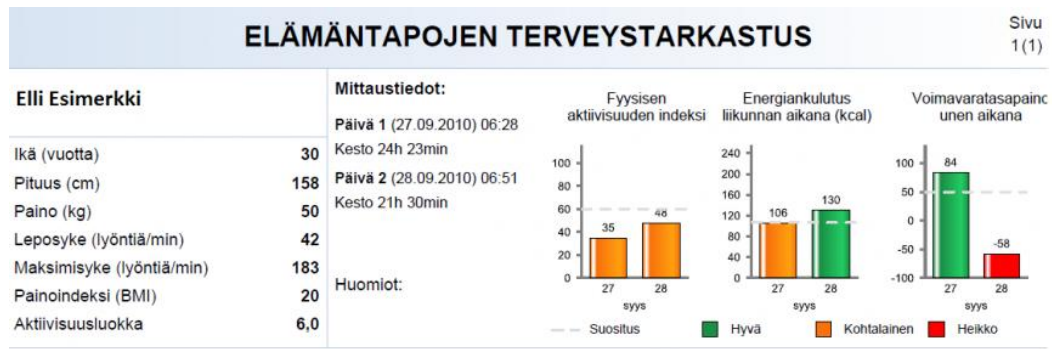 ELÄMÄNTAPOJEN TERVEYSTARKASTUS
Sivu
1(1)
Elli Esimerkki
Ikä (vuotta) 30
Pituus (cm) 158
Paino (kg) 50
Leposyke (lyöntiä/min) 42
Maksimisyke (lyöntiä/min) 183
Painoindeksi (BMI) 20
Aktiivisuusluokka 6,0
Mittaustiedot:
Päivä 1 (27.09.2010) 06:28
Kesto 24h 23min
Päivä 2 (28.09.2010) 06:51
Kesto 21h 30min
Huomiot:
Fyysisen
aktiivisuuden indeksi
100
80
60
40
20
0
35
48
27 28
syys
Energiankulutus
liikunnan aikana (kcal)
240
200
160
120
80
40
0
106
130
27 28
syys
Voimavaratasapaino
unen aikana
100
50
0
-50
-100
84
-58
27 28
syys
Suositus Hyvä Kohtalainen Heikko